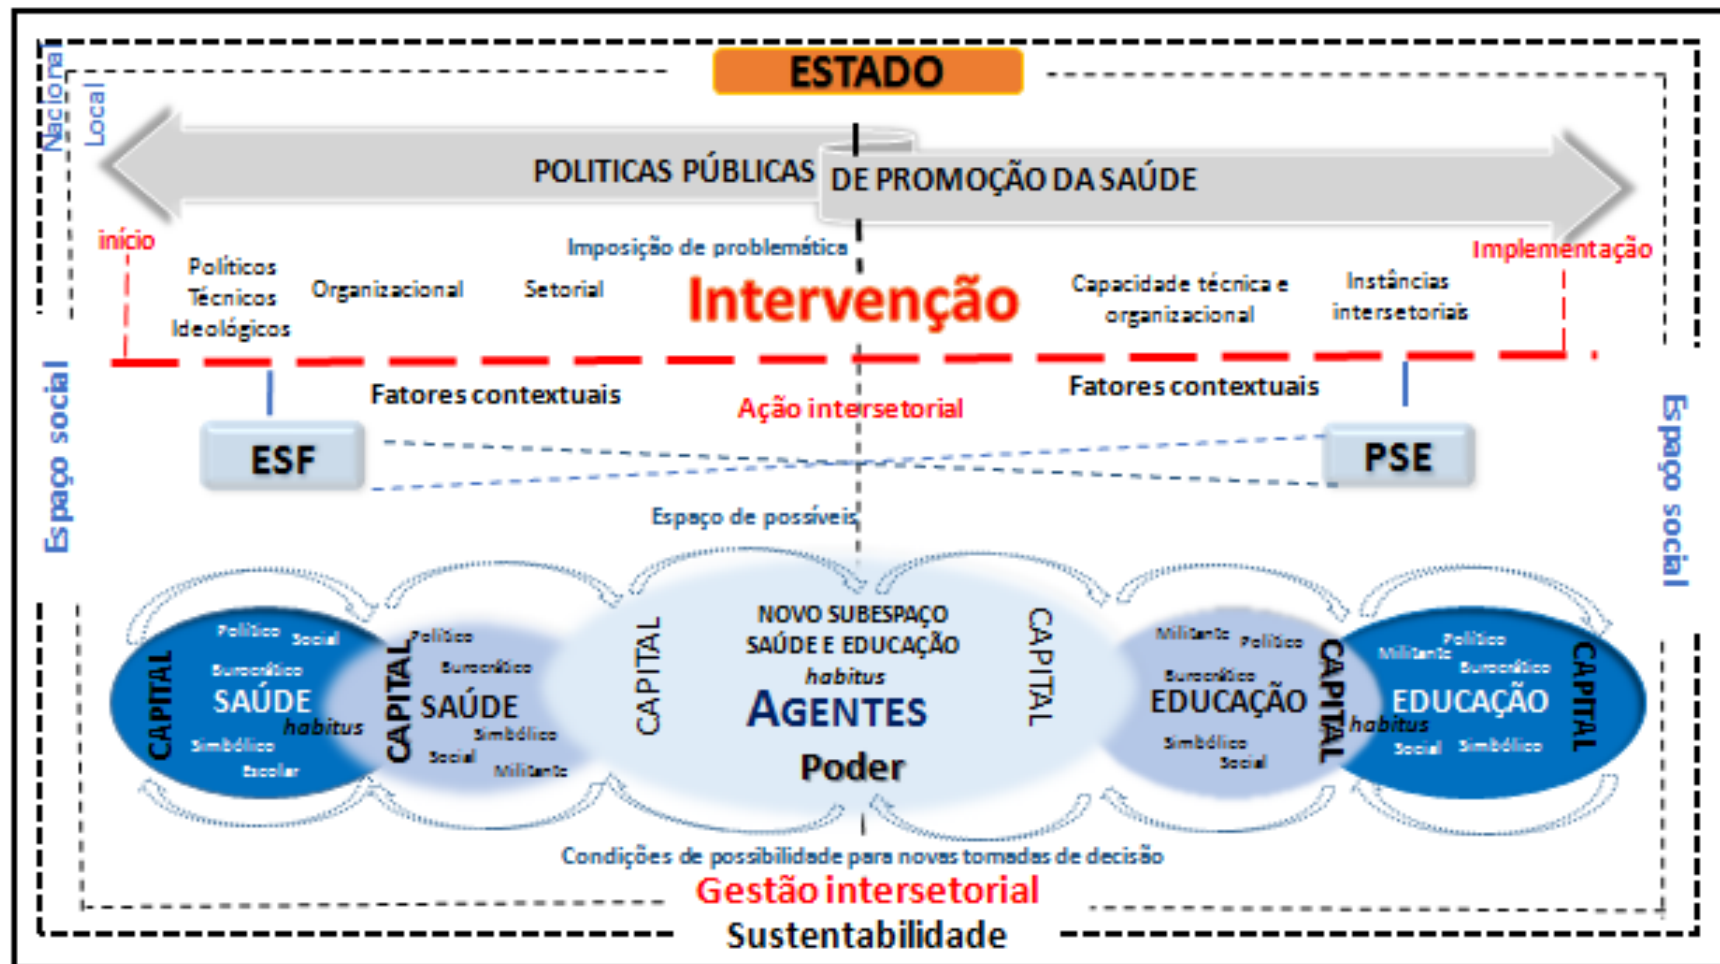 ESTADO
Nacional
Local
POLITICAS PÚBLICAS
DE PROMOÇÃO DA SAÚDE
início
Imposição de problemática
Implementação
Políticos
Técnicos
Ideológicos
Organizacional
Setorial
Intervenção
Capacidade técnica e
organizacional
Instâncias
intersetoriais
Espaço social
Fatores contextuais
Ação intersetorial
Fatores contextuais
Espaço social
ESF
PSE
Espaço de possíveis
CAPITAL
Político
Social
Burocrático
SAÚDE
habitus
Simbólico
Escolar
CAPITAL
Político
Burocrático
SAÚDE
Simbólico
Social
Militante
CAPITAL
NOVO SUBESPAÇO
SAÚDE E EDUCAÇÃO
habitus
AGENTES
Poder
CAPITAL
Militante
Político
Burocrático
EDUCAÇÃO
Simbólico
Social
CAPITAL
Político
Militante
Burocrático
EDUCAÇÃO
habitus
Social
Simbólico
CAPITAL
Condições de possibilidade para novas tomadas de decisão
Gestão intersetorial
Sustentabilidade